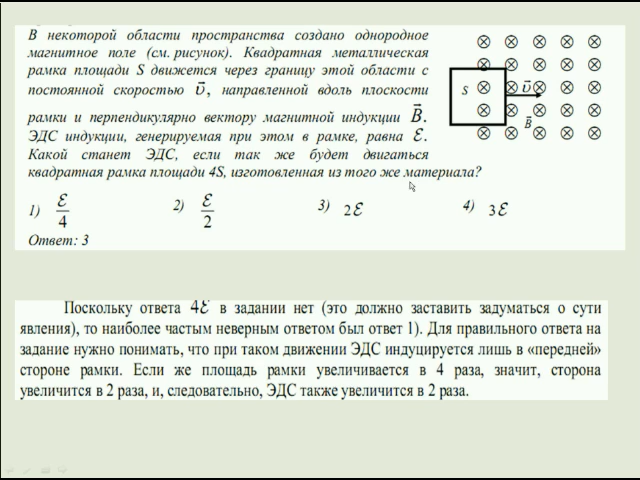 В некоторой области пространства создано однородное
магнитное поле (см. рисунок). Квадратная металлическая
рамка площади S движется через границу этой области с
постоянной скоростью υ⃗, направленной вдоль плоскости
рамки и перпендикулярно вектору магнитной индукции B⃗.
ЭДС индукции, генерируемая при этом в рамке, равна ℰ.
Какой станет ЭДС, если так же будет двигаться
квадратная рамка площади 4S, изготовленная из того же материала?
S
υ⃗
B⃗
1) ℰ/4 2) ℰ/2 3) 2ℰ 4) 3ℰ
Ответ: 3
Поскольку ответа 4ℰ в задании нет (это должно заставить задуматься о сути
явления), то наиболее частым неверным ответом был ответ 1). Для правильного ответа на
задание нужно понимать, что при таком движении ЭДС индуцируется лишь в «передней»
стороне рамки. Если же площадь рамки увеличивается в 4 раза, значит, сторона
увеличится в 2 раза, и, следовательно, ЭДС также увеличится в 2 раза.